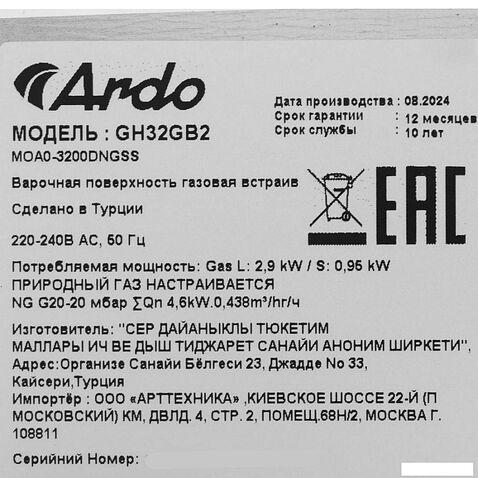 Ardo
Дата производства : 08.2024
Срок гарантии : 12 месяцев
Срок службы : 10 лет
МОДЕЛЬ : GH32GB2
MOA0-3200DNGSS
Варочная поверхность газовая встраив
Сделано в Турции
220-240В AC, 50 Гц
EAC
Потребляемая мощность: Gas L: 2,9 kW / S: 0,95 kW
ПРИРОДНЫЙ ГАЗ НАСТРАИВАЕТСЯ
NG G20-20 мбар ∑Qn 4,6kW.0,438m³/hr/ч
Изготовитель: "СЕР ДАЙАНЫКЛЫ ТЮКЕТИМ
МАЛЛАРЫ ИЧ ВЕ ДЫШ ТИДЖАРЕТ САНАЙИ АНОНИМ ШИРКЕТИ",
Адрес:Организе Санайи Бёлгеси 23, Джадде No 33,
Кайсери,Турция
Импортёр : ООО «АРТТЕХНИКА» ,КИЕВСКОЕ ШОССЕ 22-Й (П
МОСКОВСКИЙ) КМ, ДВЛД. 4, СТР. 2, ПОМЕЩ.68Н/2, МОСКВА Г.
108811
Серийный Номер: